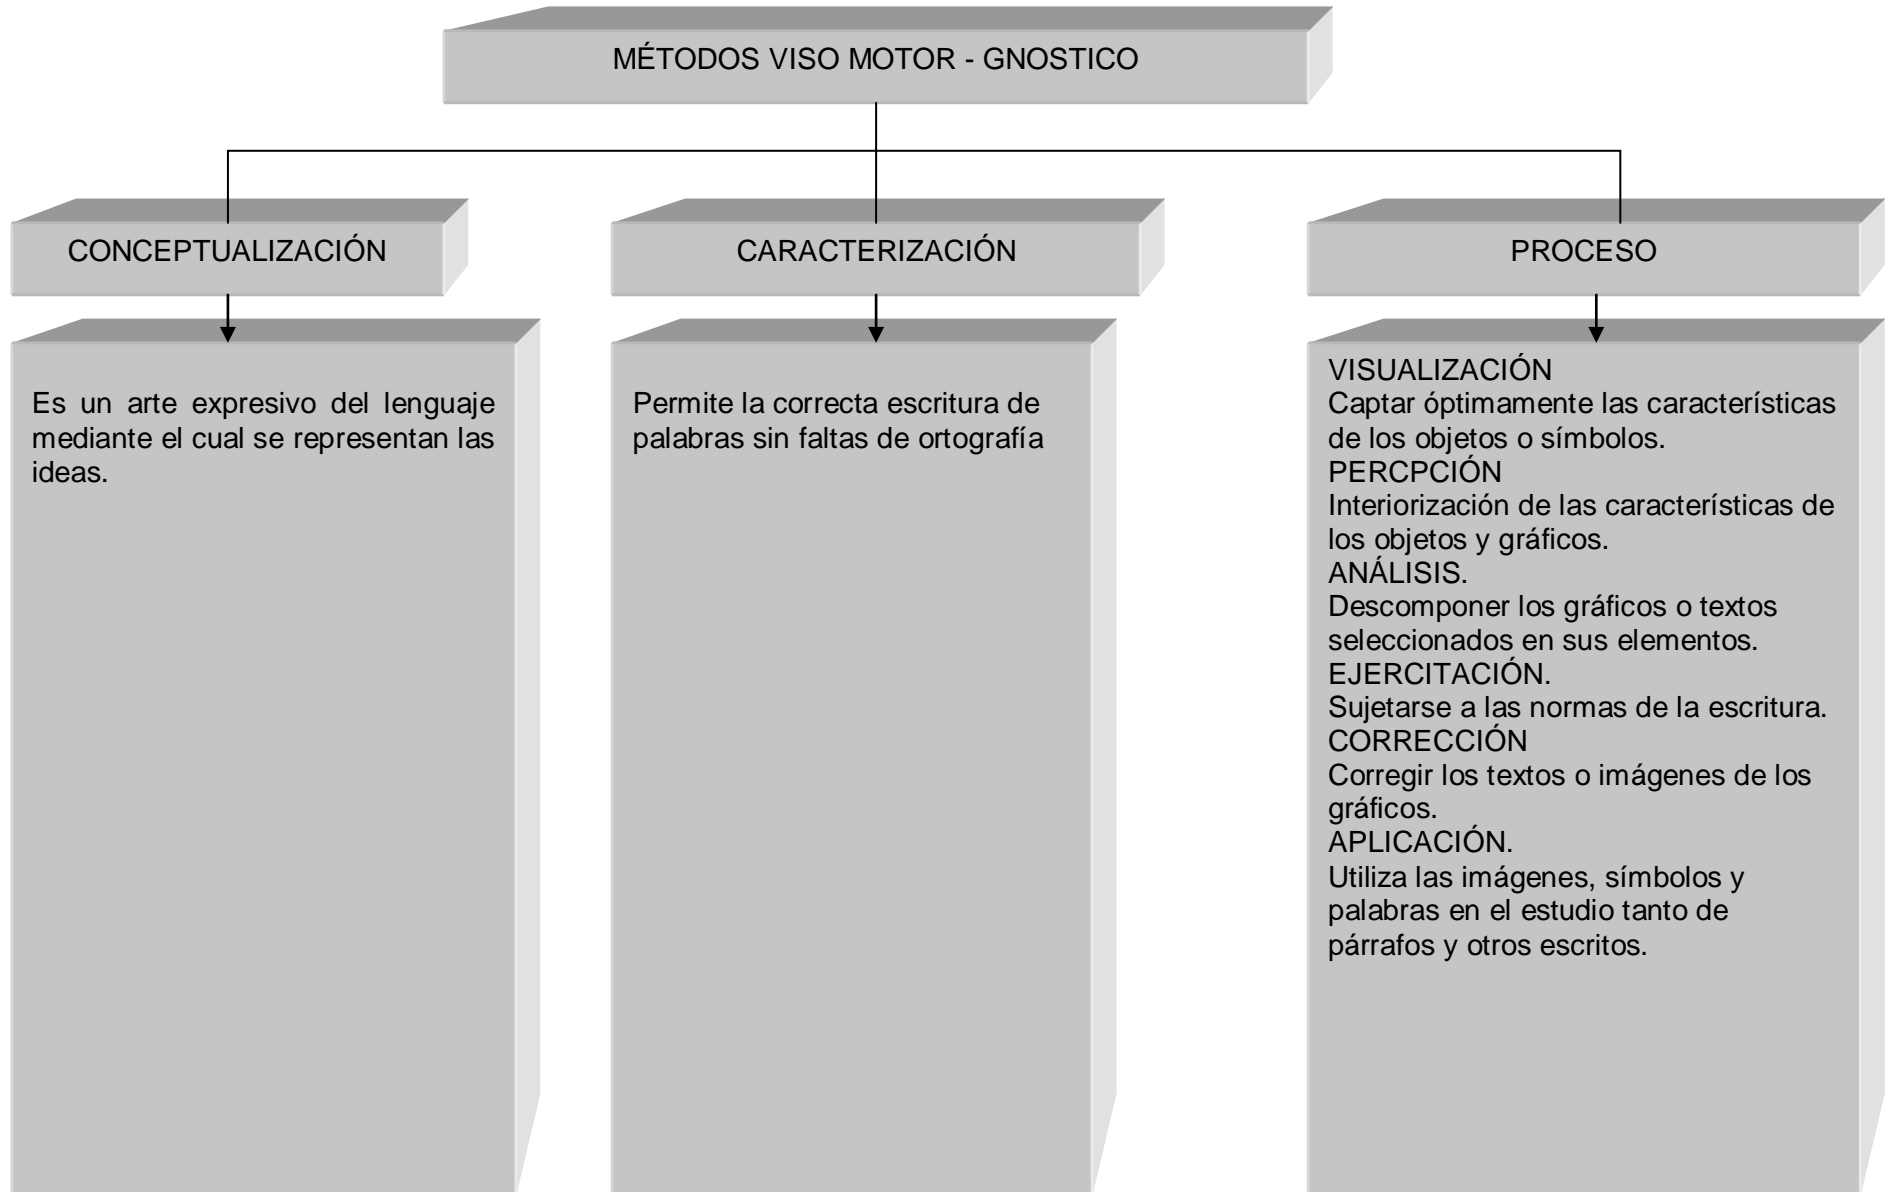 MÉTODOS VISO MOTOR - GNOSTICO
CONCEPTUALIZACIÓN
CARACTERIZACIÓN
PROCESO
Es un arte expresivo del lenguaje
mediante el cual se representan las
ideas.
Permite la correcta escritura de
palabras sin faltas de ortografía
VISUALIZACIÓN
Captar óptimamente las características
de los objetos o símbolos.
PERCPCIÓN
Interiorización de las características de
los objetos y gráficos.
ANÁLISIS.
Descomponer los gráficos o textos
seleccionados en sus elementos.
EJERCITACIÓN.
Sujetarse a las normas de la escritura.
CORRECCIÓN
Corregir los textos o imágenes de los
gráficos.
APLICACIÓN.
Utiliza las imágenes, símbolos y
palabras en el estudio tanto de
párrafos y otros escritos.